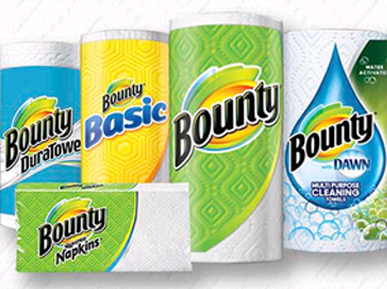 Bounty
DuraTowel
Bounty
Basic
Bounty
WATER
ACTIVATED
Bounty
with DAWN
MULTI PURPOSE
CLEANING
TOWELS
Bounty
Napkins